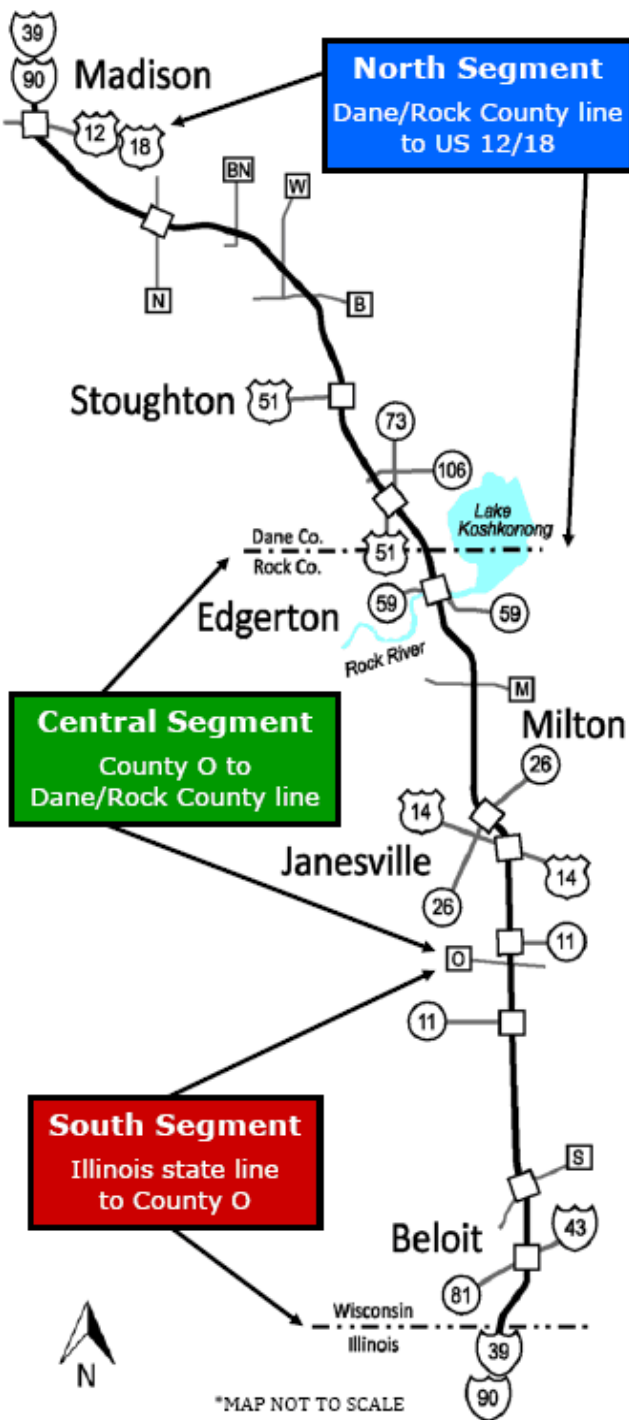 39
90
Madison
North Segment
Dane/Rock County line
to US 12/18
12
18
BN
W
N
B
Stoughton
51
73
106
Lake
Koshkonong
Dane Co.
51
Rock Co.
Edgerton
59
59
Rock River
M
Central Segment
County O to
Dane/Rock County line
Milton
26
14
Janesville
14
26
11
O
11
South Segment
Illinois state line
to County O
S
Beloit
43
81
Wisconsin
Illinois
39
90
N
*MAP NOT TO SCALE